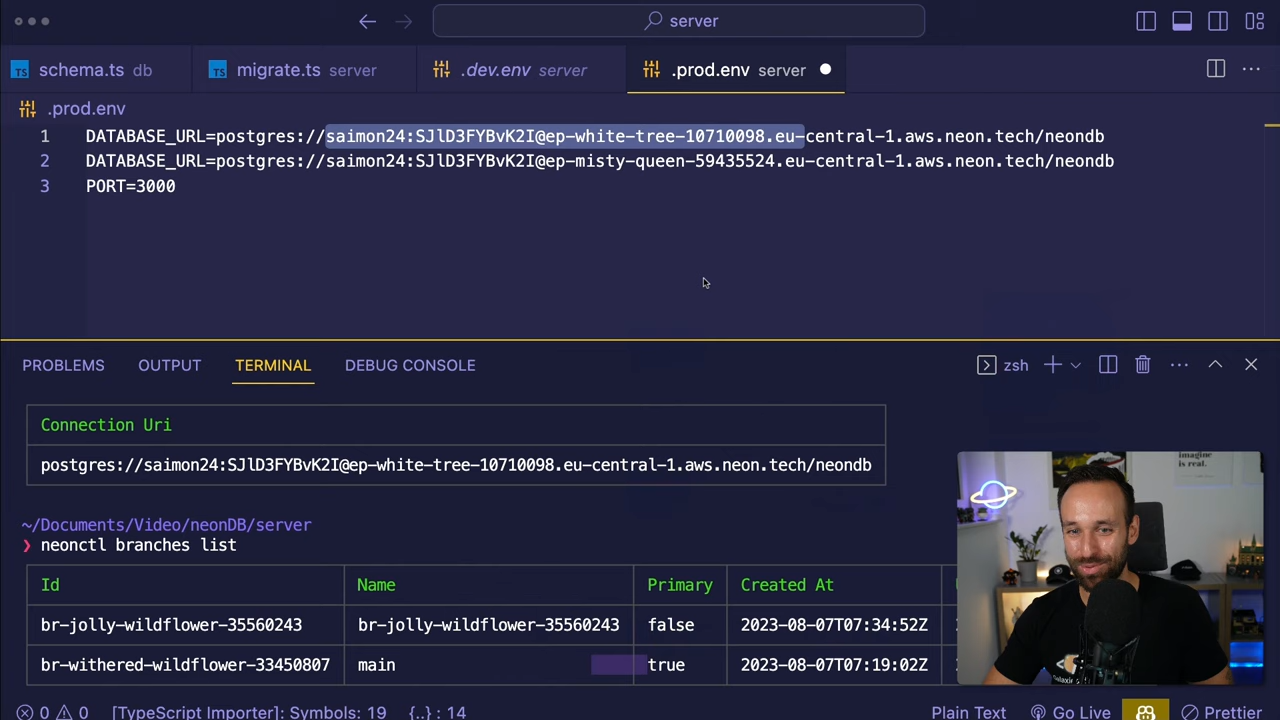 server
schema.ts db
migrate.ts server
.dev.env server
.prod.env server
.prod.env
1 DATABASE_URL=postgres://saimon24:SJlD3FYBvK2I@ep-white-tree-10710098.eu-central-1.aws.neon.tech/neondb
2 DATABASE_URL=postgres://saimon24:SJlD3FYBvK2I@ep-misty-queen-59435524.eu-central-1.aws.neon.tech/neondb
3 PORT=3000
PROBLEMS OUTPUT TERMINAL DEBUG CONSOLE
zsh
Connection Uri
postgres://saimon24:SJlD3FYBvK2I@ep-white-tree-10710098.eu-central-1.aws.neon.tech/neondb
~/Documents/Video/neonDB/server
❯ neonctl branches list
Id Name Primary Created At
br-jolly-wildflower-35560243 br-jolly-wildflower-35560243 false 2023-08-07T07:34:52Z
br-withered-wildflower-33450807 main true 2023-08-07T07:19:02Z
imagine
is real.
0 0 [TypeScript Importer]: Symbols: 19 {..} : 14 Plain Text Go Live Prettier